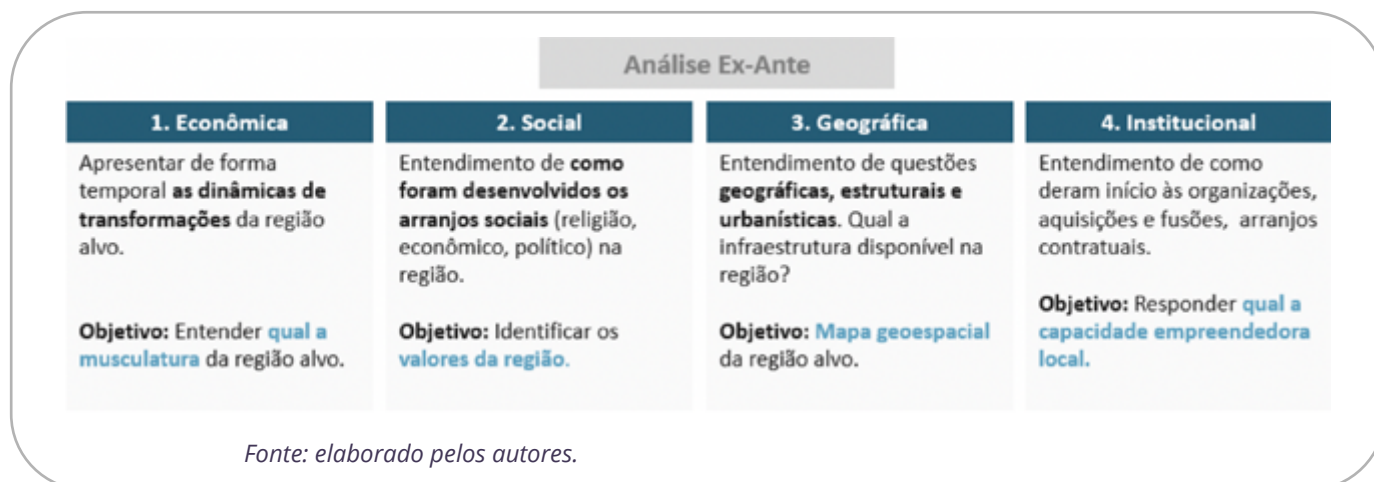 Análise Ex-Ante
1. Econômica
Apresentar de forma
temporal as dinâmicas de
transformações da região
alvo.
Objetivo: Entender qual a
musculatura da região alvo.
2. Social
Entendimento de como
foram desenvolvidos os
arranjos sociais (religião,
econômico, político) na
região.
Objetivo: Identificar os
valores da região.
3. Geográfica
Entendimento de questões
geográficas, estruturais e
urbanísticas. Qual a
infraestrutura disponível na
região?
Objetivo: Mapa geoespacial
da região alvo.
4. Institucional
Entendimento de como
deram início às organizações,
aquisições e fusões, arranjos
contratuais.
Objetivo: Responder qual a
capacidade empreendedora
local.
Fonte: elaborado pelos autores.